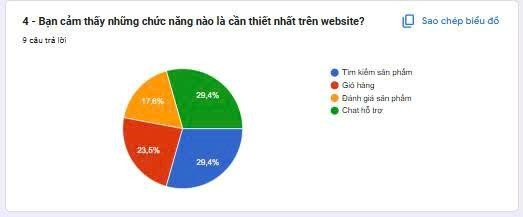 4 - Bạn cảm thấy những chức năng nào là cần thiết nhất trên website?
Sao chép biểu đồ
9 câu trả lời
29,4%
17,6%
23,5%
29,4%
Tìm kiếm sản phẩm
Giỏ hàng
Đánh giá sản phẩm
Chat hỗ trợ